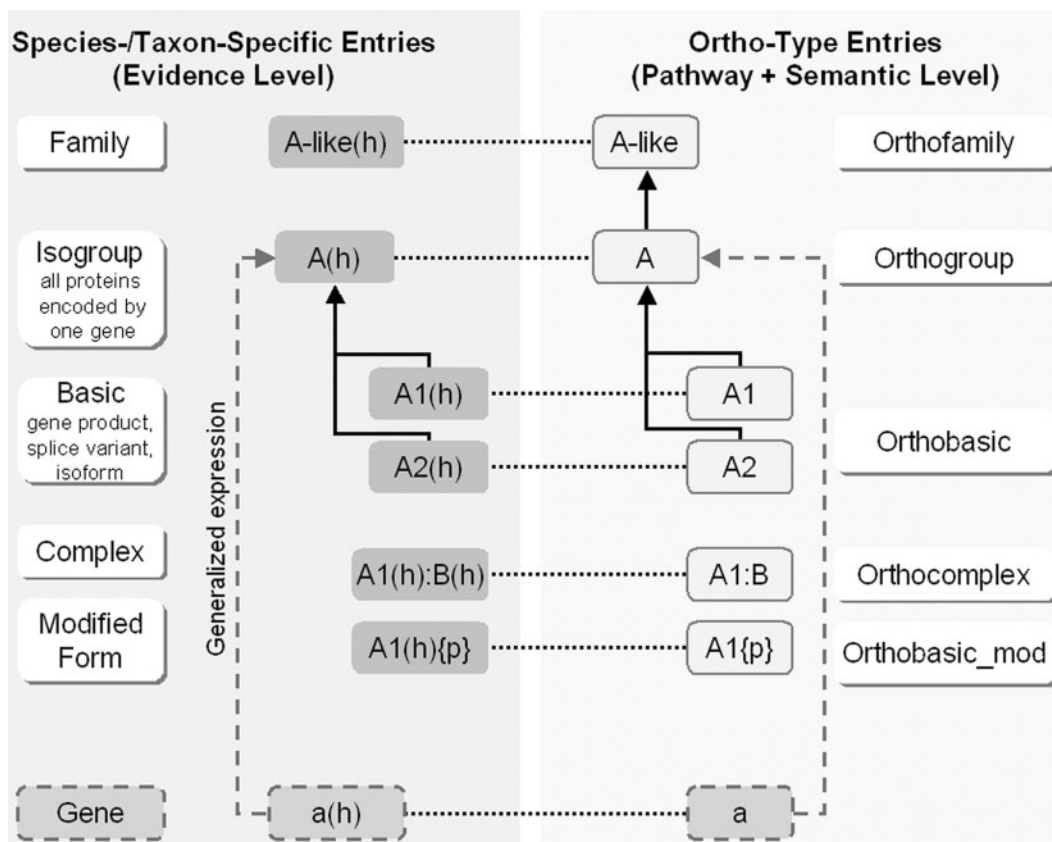 Species-/Taxon-Specific Entries
(Evidence Level)
Ortho-Type Entries
(Pathway + Semantic Level)
Family
A-like(h)
A-like
Orthofamily
Isogroup
all proteins
encoded by
one gene
A(h)
A
Orthogroup
Basic
gene product,
splice variant,
isoform
A1(h)
A1
A2(h)
A2
Orthobasic
Generalized expression
Complex
A1(h):B(h)
A1:B
Orthocomplex
Modified
Form
A1(h){p}
A1{p}
Orthobasic_mod
Gene
a(h)
a